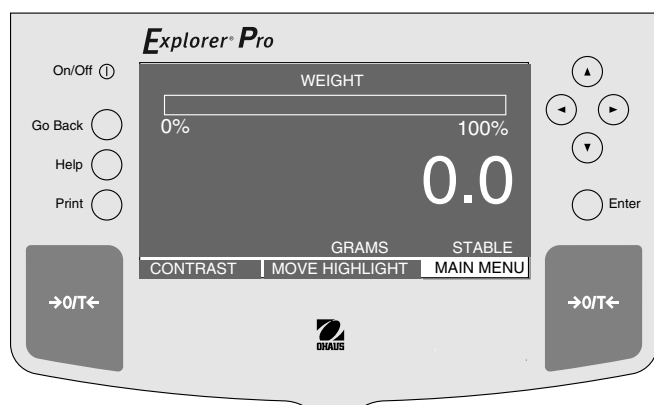 Explorer® Pro
On/Off
WEIGHT
Go Back
0% 100%
Help
0.0
Print
Enter
GRAMS STABLE
CONTRAST MOVE HIGHLIGHT MAIN MENU
→0/T← →0/T←
OHAUS